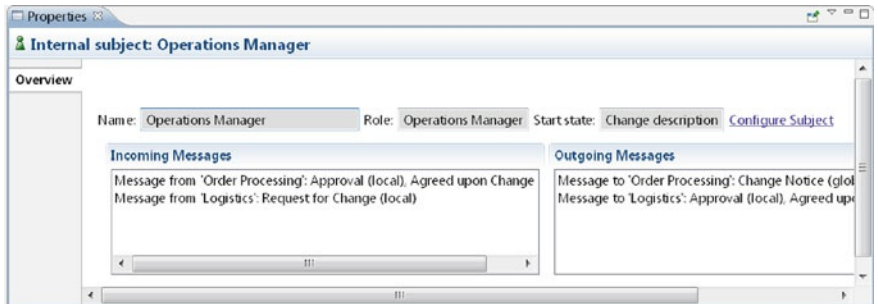 Properties
Internal subject: Operations Manager
Overview
Name: Operations Manager Role: Operations Manager Start state: Change description Configure Subject
Incoming Messages Outgoing Messages
Message from 'Order Processing': Approval (local), Agreed upon Change Message to 'Order Processing': Change Notice (glol
Message from 'Logistics': Request for Change (local) Message to 'Logistics': Approval (local), Agreed upo